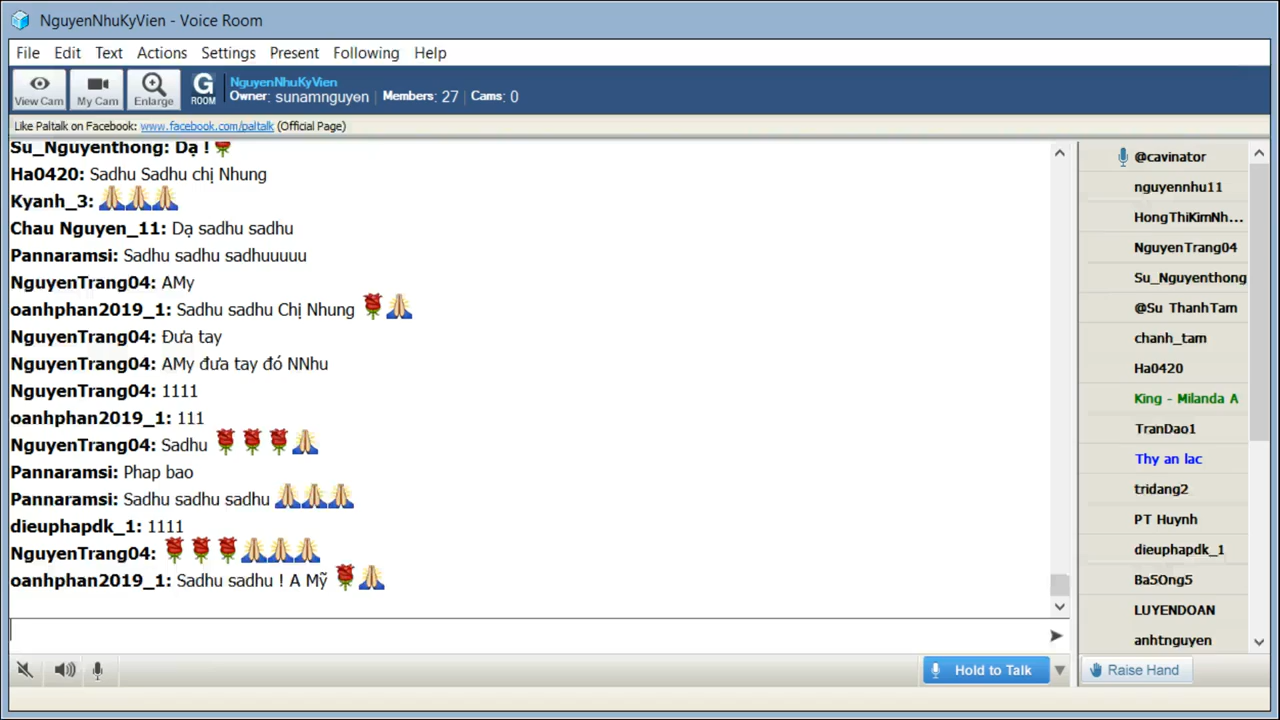 NguyenNhuKyVien - Voice Room
File Edit Text Actions Settings Present Following Help
View Cam My Cam Enlarge G ROOM
NguyenNhuKyVien
Owner: sunamnguyen | Members: 27 | Cams: 0
Like Paltalk on Facebook: www.facebook.com/paltalk (Official Page)
Su_Nguyenthong: Dạ !
Ha0420: Sadhu Sadhu chị Nhung
Kyanh_3:
Chau Nguyen_11: Dạ sadhu sadhu
Pannaramsi: Sadhu sadhu sadhuuuuu
NguyenTrang04: AMy
oanhphan2019_1: Sadhu sadhu Chị Nhung
NguyenTrang04: Đưa tay
NguyenTrang04: AMy đưa tay đó NNhu
NguyenTrang04: 1111
oanhphan2019_1: 111
NguyenTrang04: Sadhu
Pannaramsi: Phap bao
Pannaramsi: Sadhu sadhu sadhu
dieuphapdk_1: 1111
NguyenTrang04:
oanhphan2019_1: Sadhu sadhu ! A Mỹ
@cavinator
nguyennhu11
HongThiKimNh...
NguyenTrang04
Su_Nguyenthong
@Su ThanhTam
chanh_tam
Ha0420
King - Milanda A
TranDao1
Thy an lac
tridang2
PT Huynh
dieuphapdk_1
Ba5Ong5
LUYENDOAN
anhtnguyen
Hold to Talk
Raise Hand